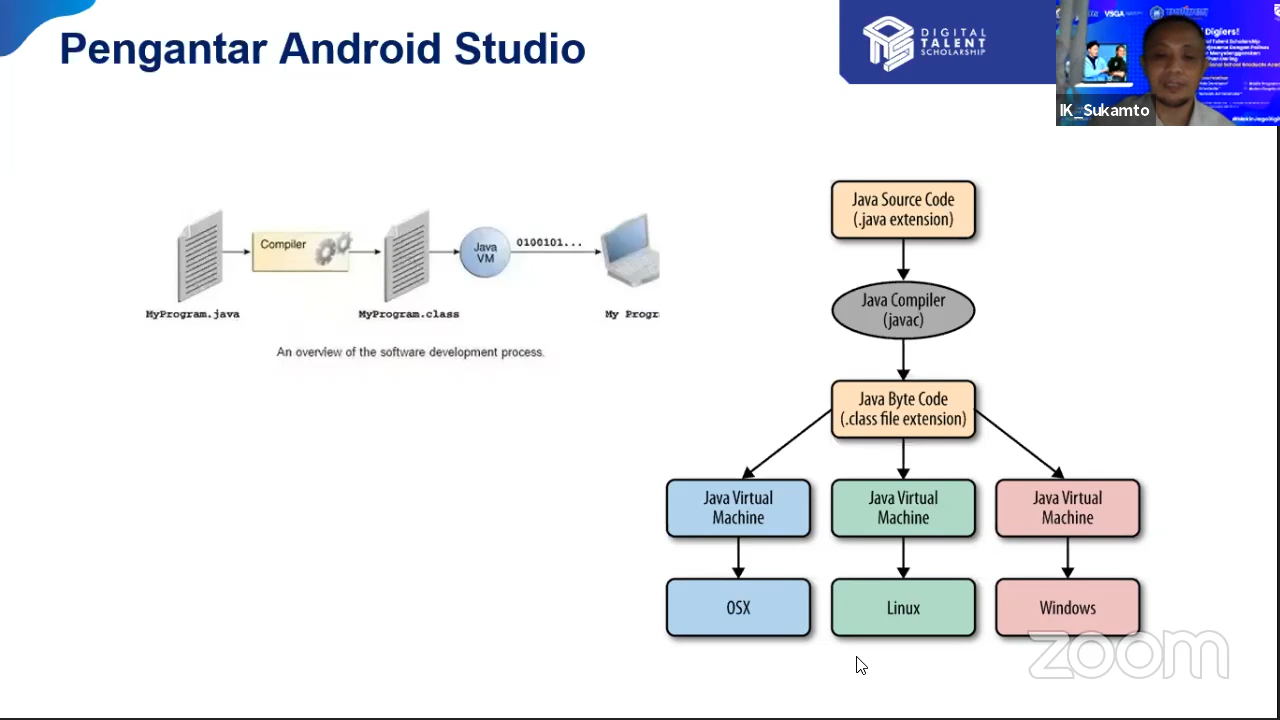 Pengantar Android Studio
DIGITAL
TALENT
SCHOLARSHIP
VSGA
Digiers!
IK_Sukamto
Compiler
Java
VM
0100101...
MyProgram.java
MyProgram.class
My Progr
An overview of the software development process.
Java Source Code
(.java extension)
Java Compiler
(javac)
Java Byte Code
(.class file extension)
Java Virtual
Machine
Java Virtual
Machine
Java Virtual
Machine
OSX
Linux
Windows
zoom